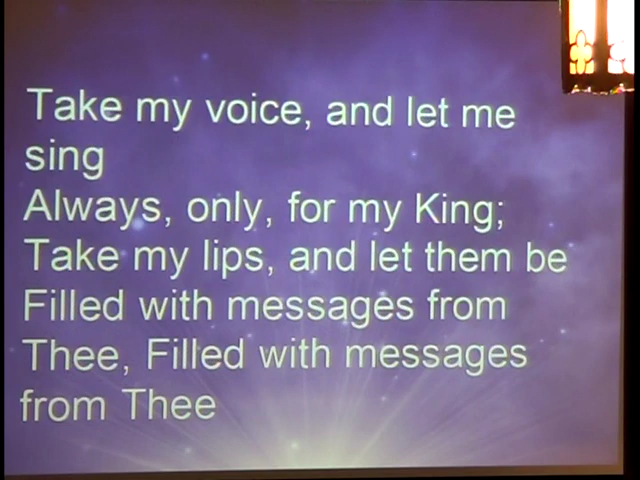 Take my voice, and let me
sing
Always, only, for my King;
Take my lips, and let them be
Filled with messages from
Thee, Filled with messages
from Thee